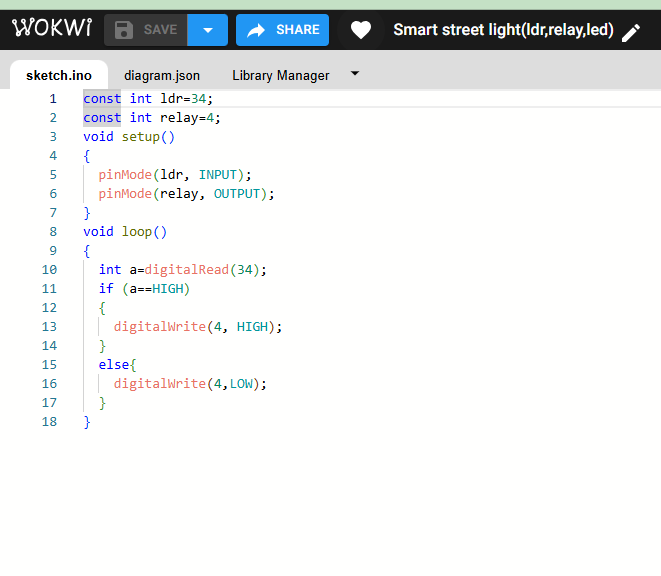 WOKWI SAVE SHARE Smart street light(ldr,relay,led)
sketch.ino diagram.json Library Manager
1 const int ldr=34;
2 const int relay=4;
3 void setup()
4 {
5 pinMode(ldr, INPUT);
6 pinMode(relay, OUTPUT);
7 }
8 void loop()
9 {
10 int a=digitalRead(34);
11 if (a==HIGH)
12 {
13 digitalWrite(4, HIGH);
14 }
15 else{
16 digitalWrite(4,LOW);
17 }
18 }